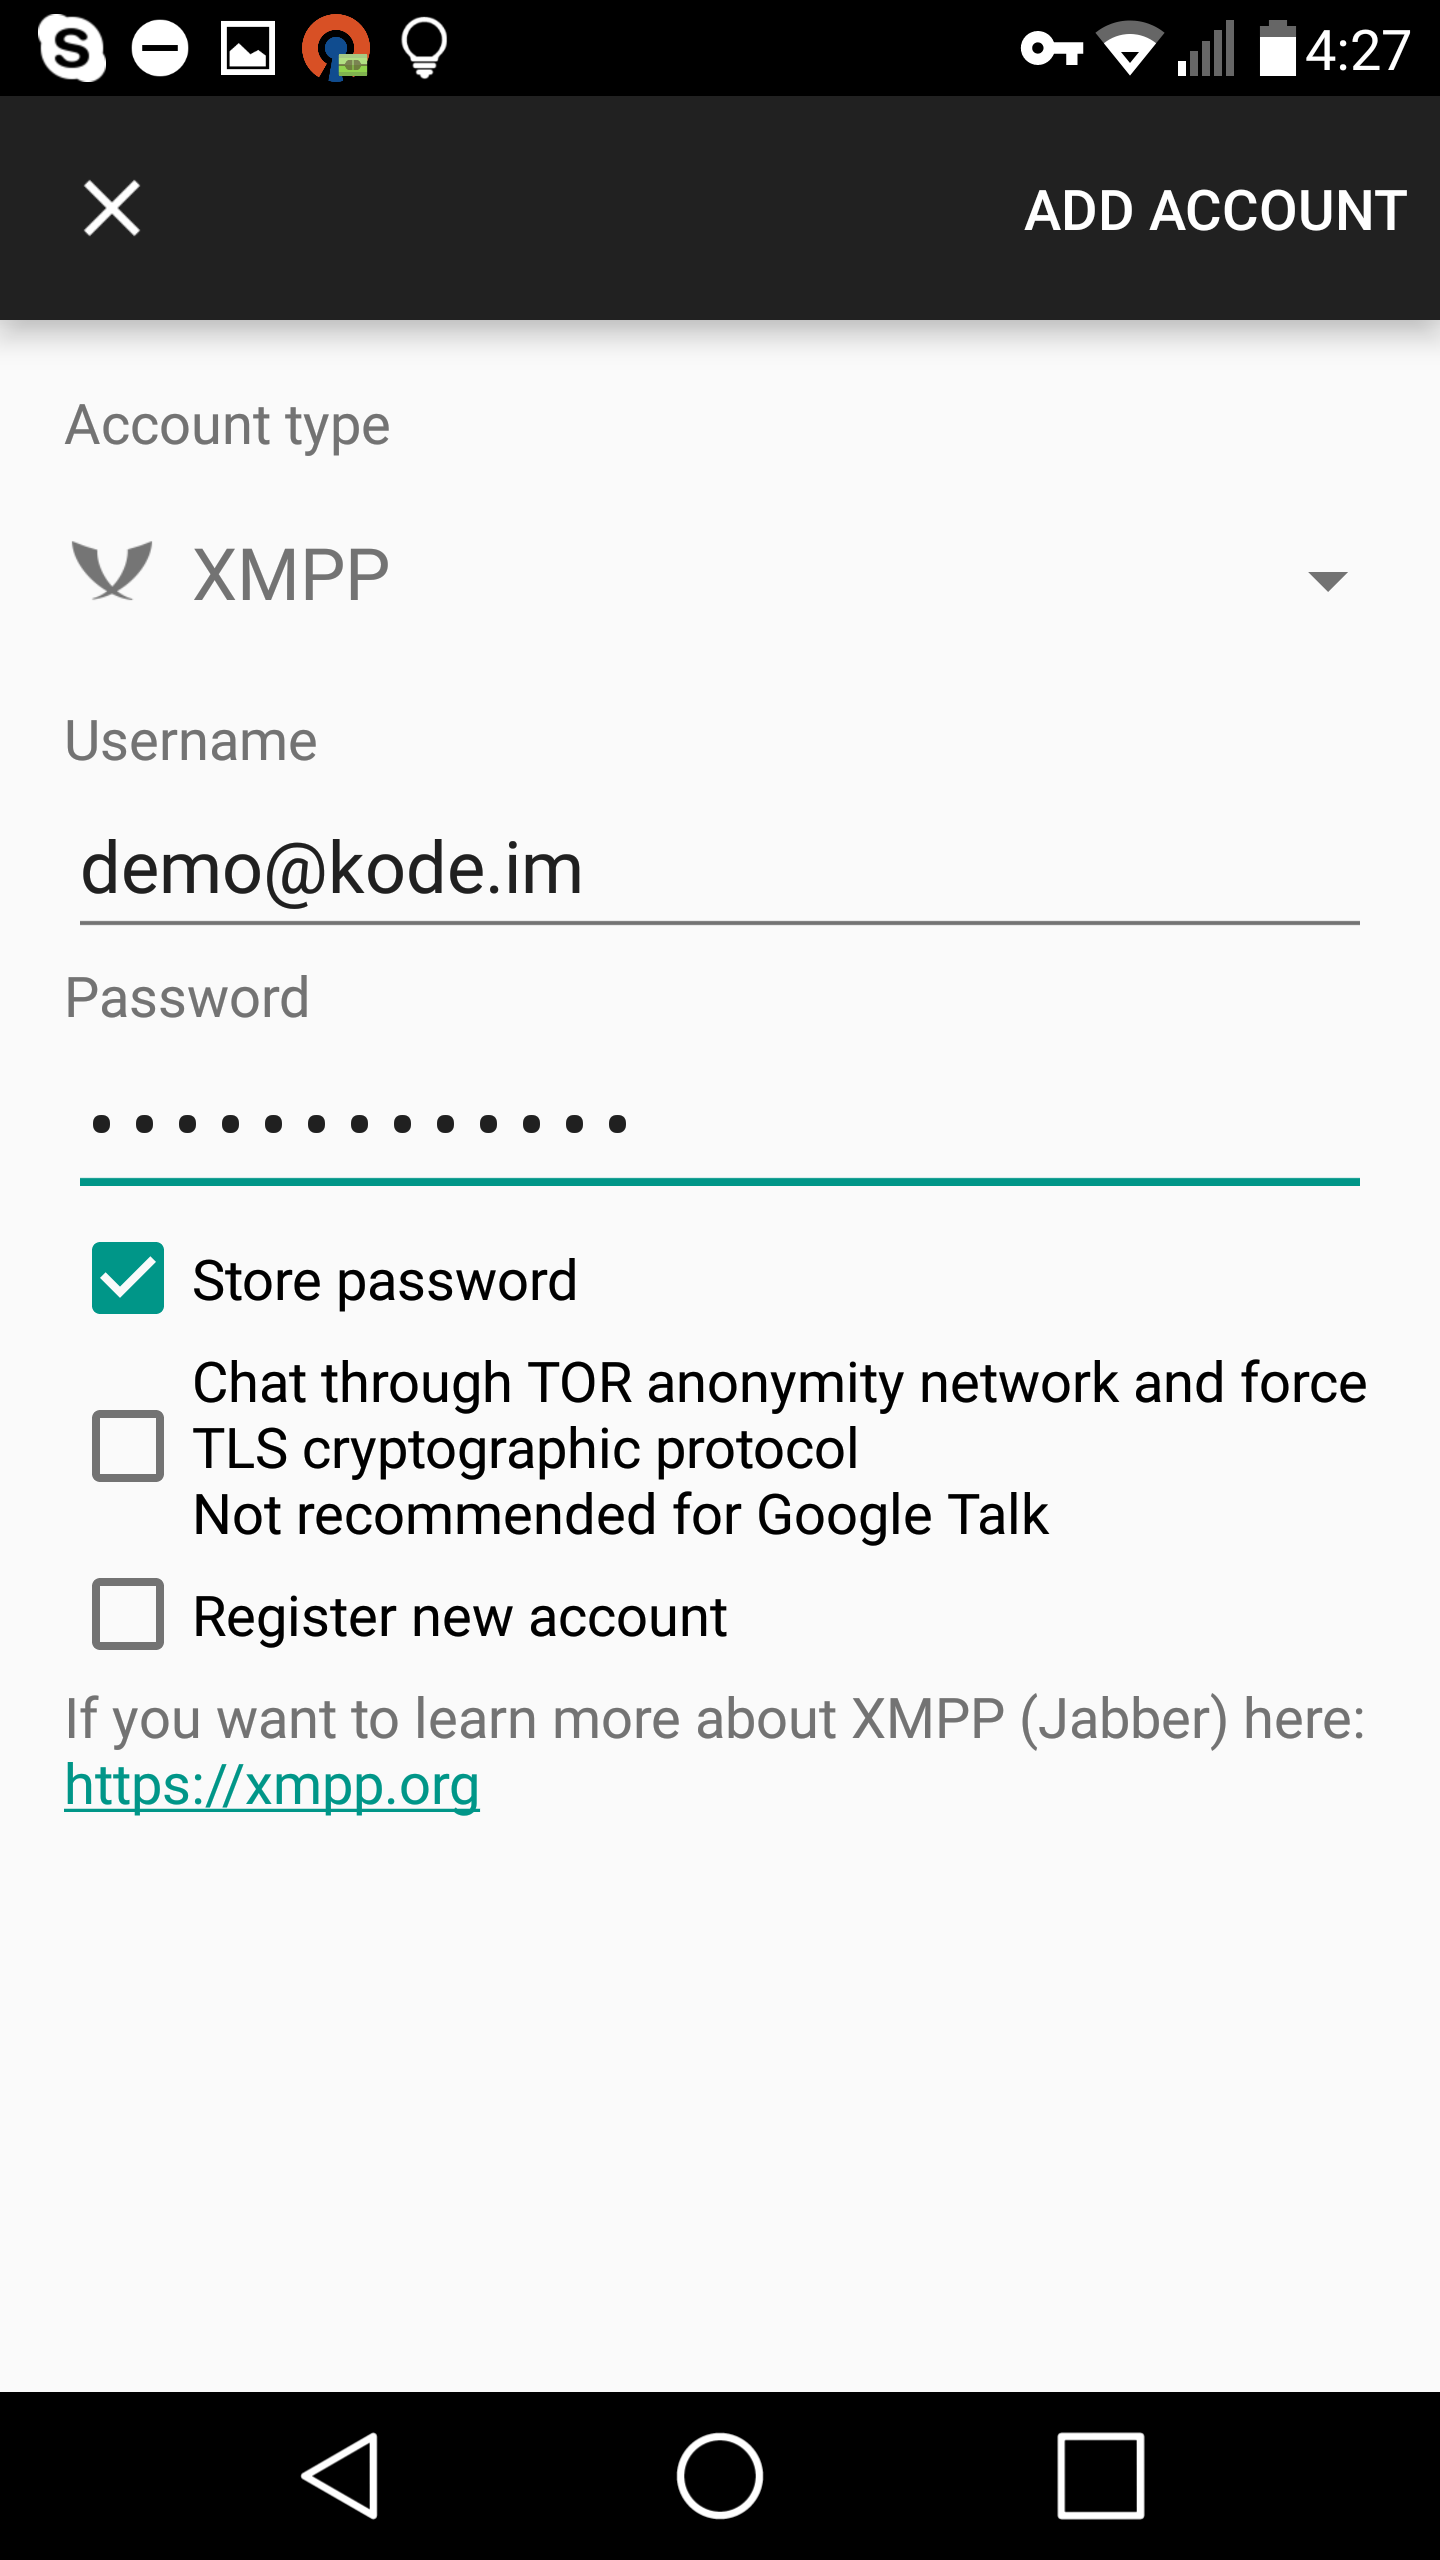 4:27
ADD ACCOUNT
Account type
XMPP
Username
demo@kode.im
Password
Store password
Chat through TOR anonymity network and force
TLS cryptographic protocol
Not recommended for Google Talk
Register new account
If you want to learn more about XMPP (Jabber) here:
https://xmpp.org